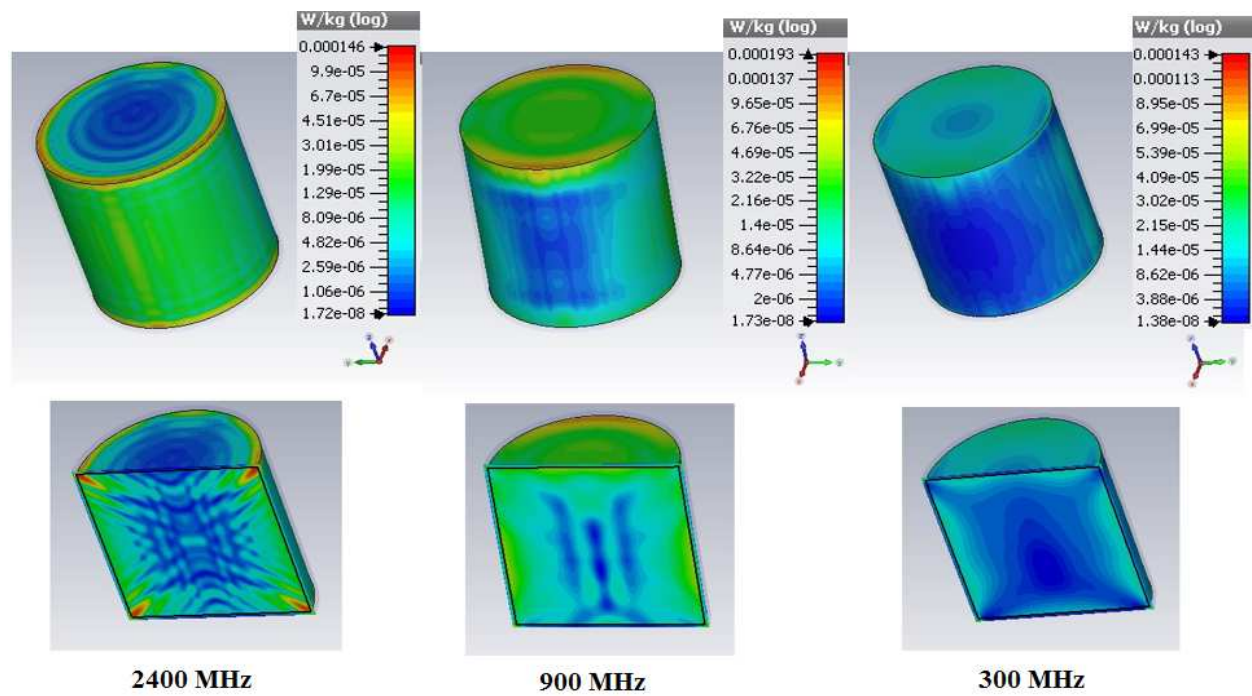 W/kg (log)
0.000146
9.9e-05
6.7e-05
4.51e-05
3.01e-05
1.99e-05
1.29e-05
8.09e-06
4.82e-06
2.59e-06
1.06e-06
1.72e-08
W/kg (log)
0.000193
0.000137
9.65e-05
6.76e-05
4.69e-05
3.22e-05
2.16e-05
1.4e-05
8.64e-06
4.77e-06
2e-06
1.73e-08
W/kg (log)
0.000143
0.000113
8.95e-05
6.99e-05
5.39e-05
4.09e-05
3.02e-05
2.15e-05
1.44e-05
8.62e-06
3.88e-06
1.38e-08
2400 MHz
900 MHz
300 MHz